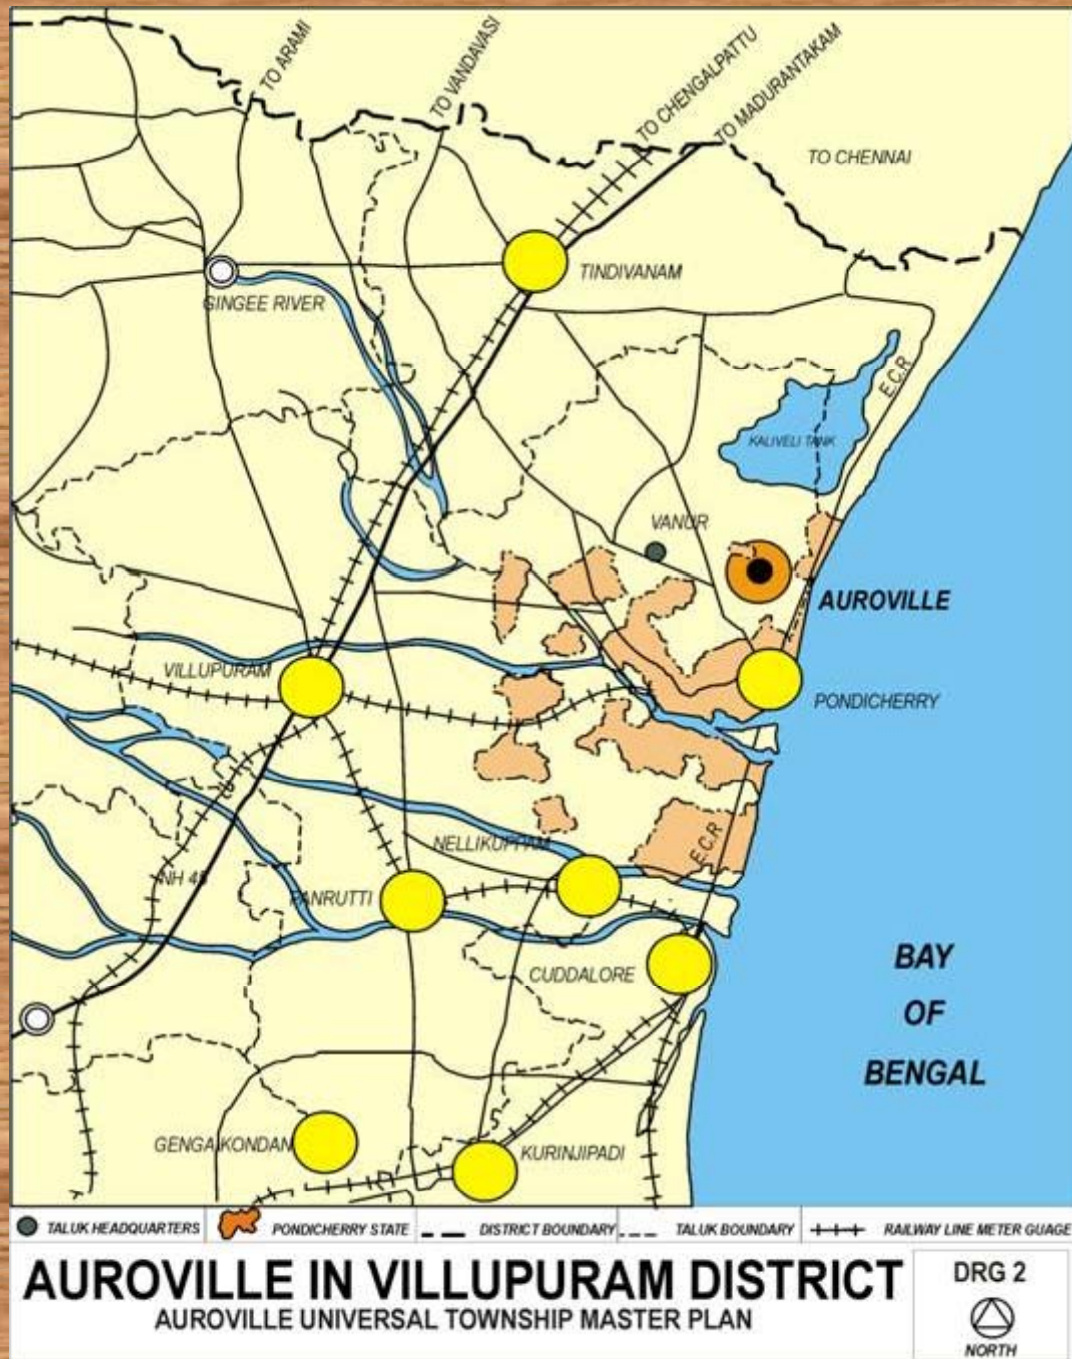 TO ARAMI
TO VANDAVASI
TO CHENGALPATTU
TO MADURANTAKAM
TO CHENNAI
TINDIVANAM
GINGEE RIVER
E.C.R
KALIVELI TANK
VANUR
AUROVILLE
VILLUPURAM
PONDICHERRY
NELLIKUPPAM
E.C.R
NH 45
PANRUTTI
CUDDALORE
BAY
OF
BENGAL
GENGA KONDAN
KURINJIPADI
TALUK HEADQUARTERS
PONDICHERRY STATE
DISTRICT BOUNDARY
TALUK BOUNDARY
RAILWAY LINE METER GUAGE
AUROVILLE IN VILLUPURAM DISTRICT
AUROVILLE UNIVERSAL TOWNSHIP MASTER PLAN
DRG 2
NORTH